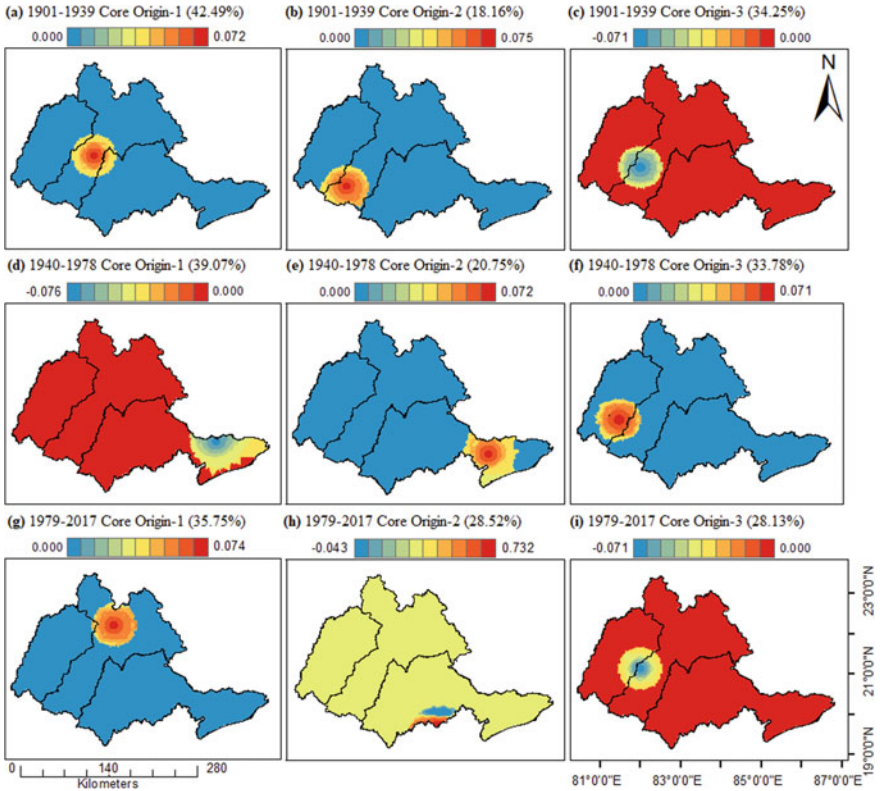 (a) 1901-1939 Core Origin-1 (42.49%)
0.000 0.072
(b) 1901-1939 Core Origin-2 (18.16%)
0.000 0.075
(c) 1901-1939 Core Origin-3 (34.25%)
-0.071 0.000
N
(d) 1940-1978 Core Origin-1 (39.07%)
-0.076 0.000
(e) 1940-1978 Core Origin-2 (20.75%)
0.000 0.072
(f) 1940-1978 Core Origin-3 (33.78%)
0.000 0.071
(g) 1979-2017 Core Origin-1 (35.75%)
0.000 0.074
(h) 1979-2017 Core Origin-2 (28.52%)
-0.043 0.732
(i) 1979-2017 Core Origin-3 (28.13%)
-0.071 0.000
23°0'0"N
21°0'0"N
19°0'0"N
0 140 280
Kilometers
81°0'0"E 83°0'0"E 85°0'0"E 87°0'0"E